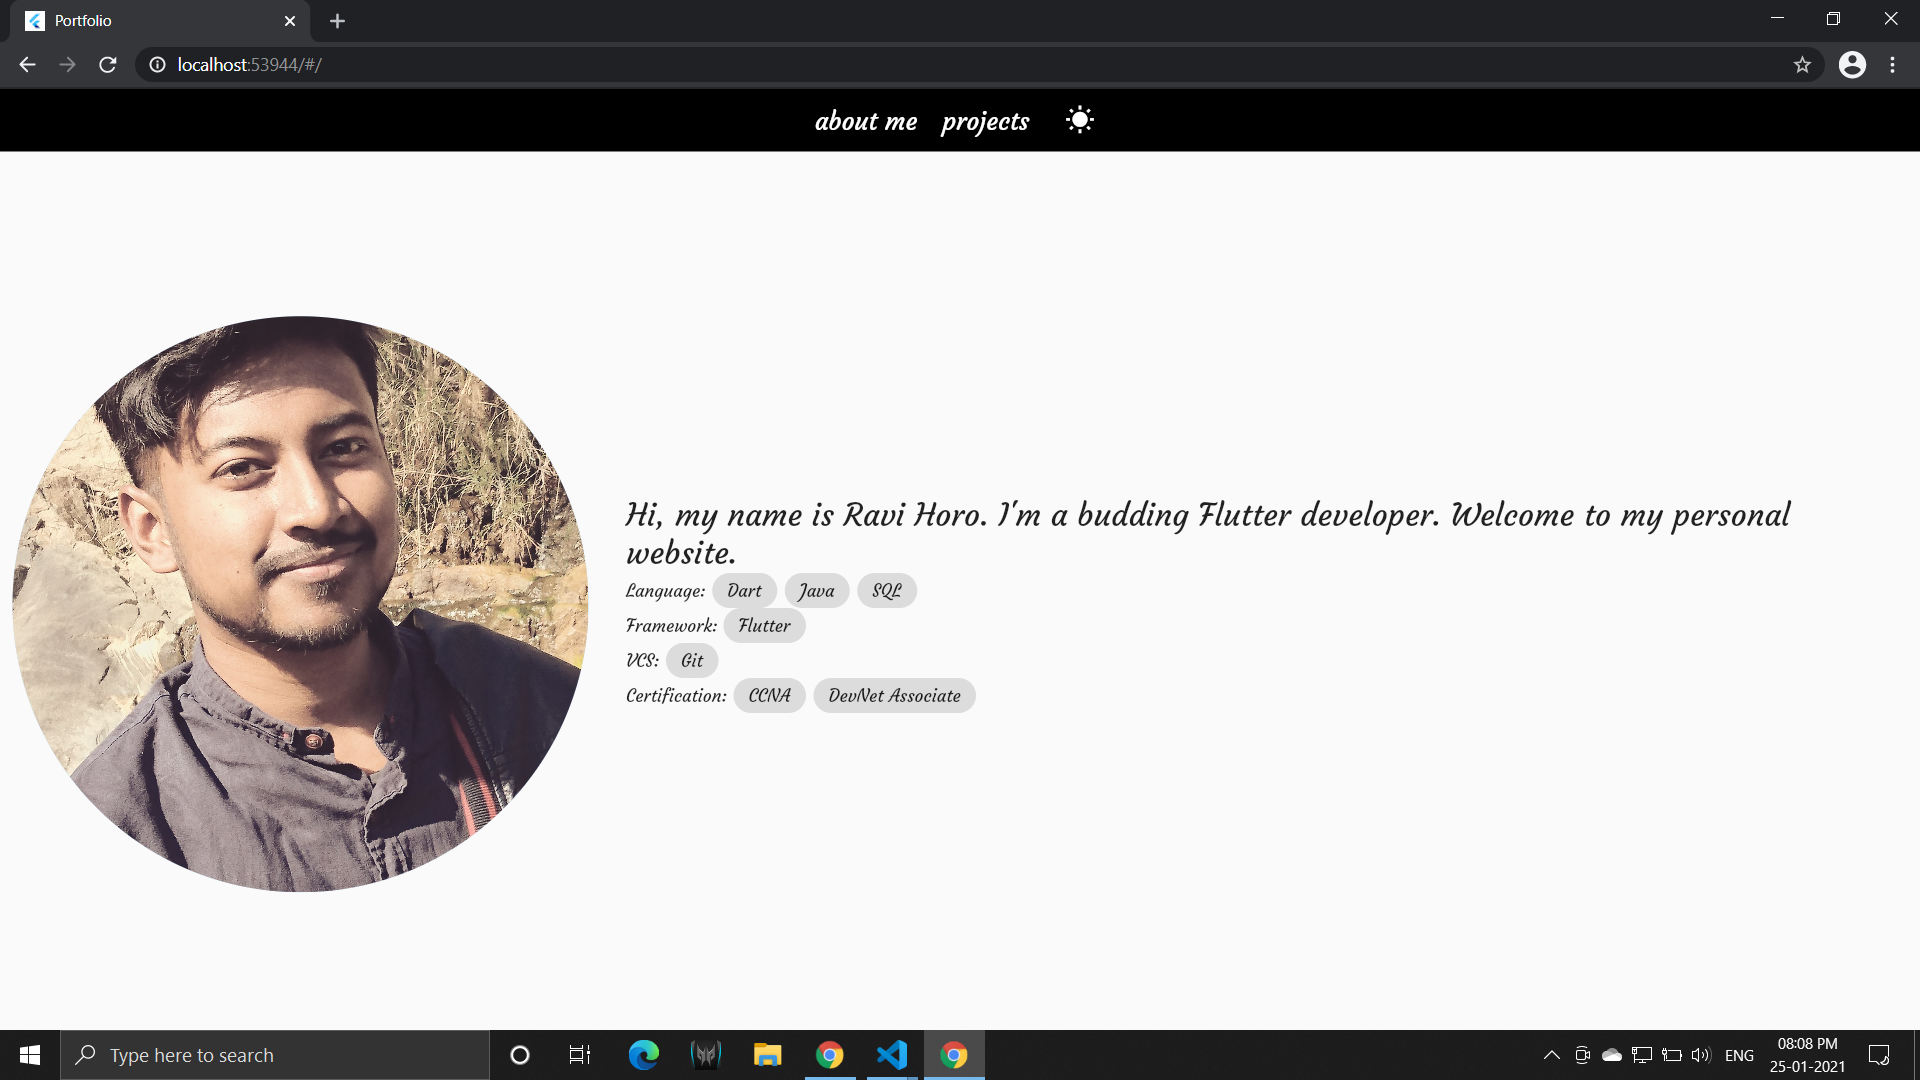 Portfolio
localhost:53944/#/
about me projects
Hi, my name is Ravi Horo. I'm a budding Flutter developer. Welcome to my personal
website.
Language: Dart Java SQL
Framework: Flutter
VCS: Git
Certification: CCNA DevNet Associate
Type here to search
ENG
08:08 PM
25-01-2021